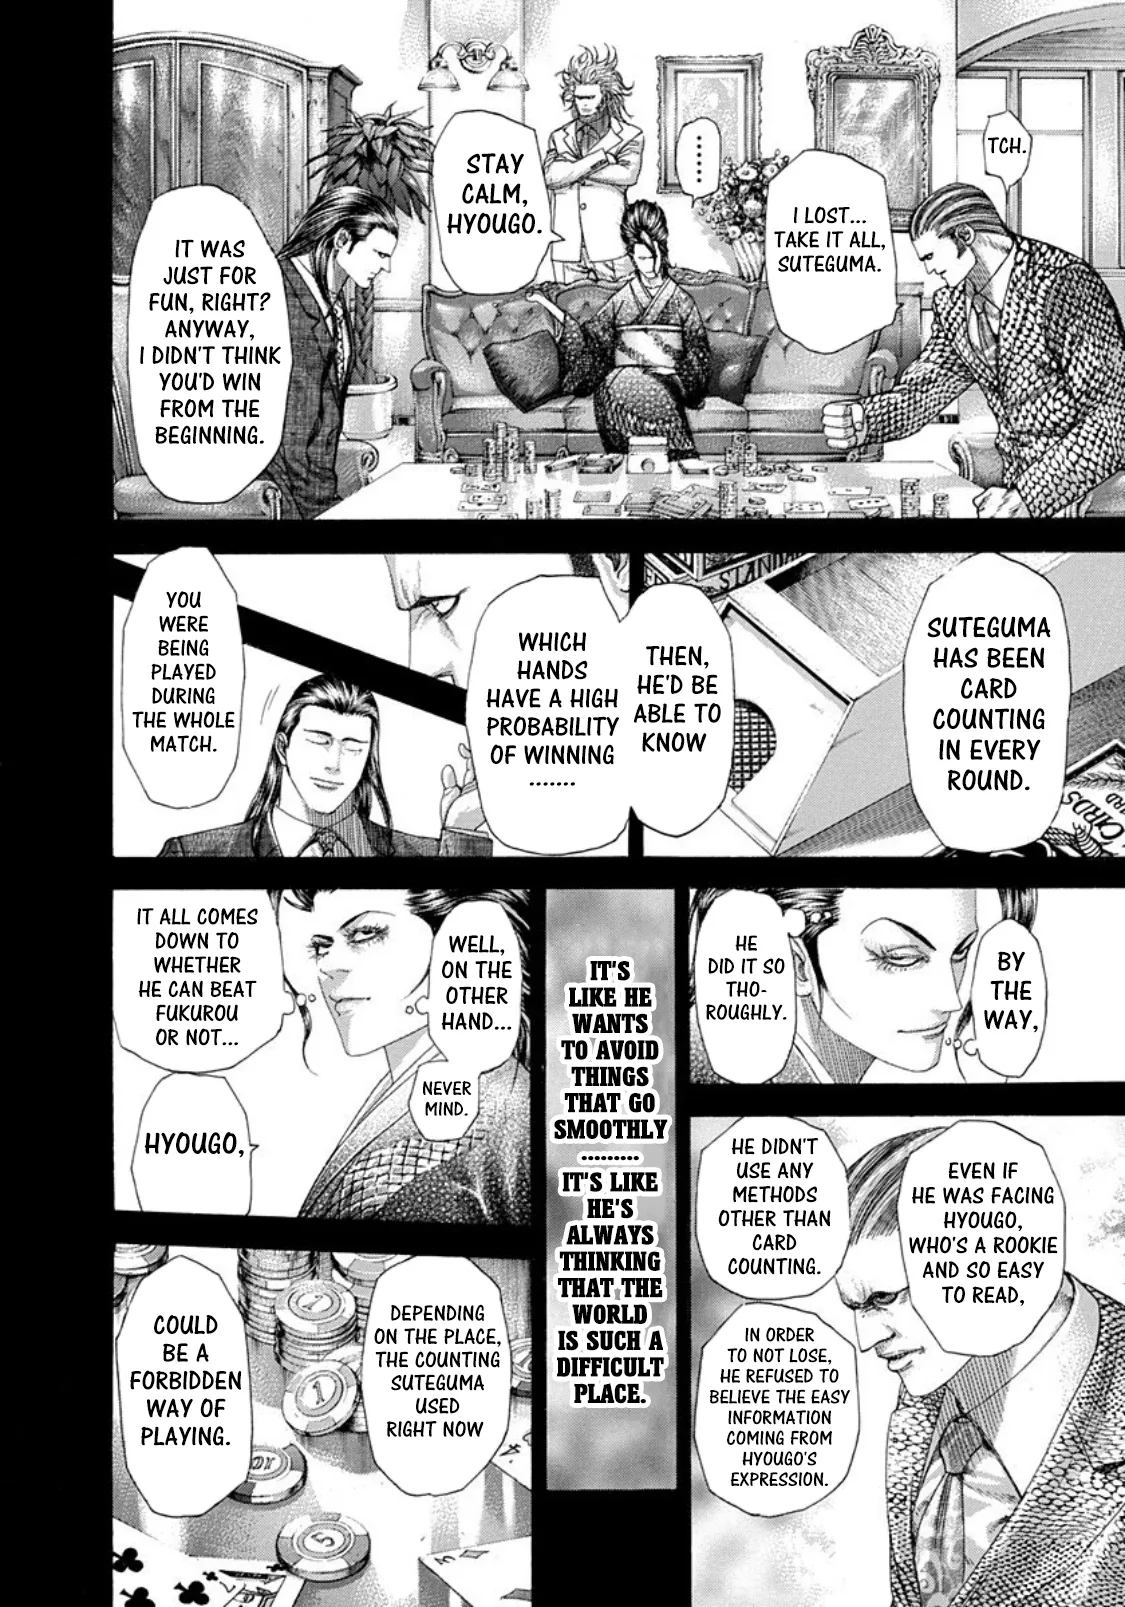 TCH.
I LOST...
TAKE IT ALL,
SUTEGUMA.
......
STAY
CALM,
HYOUGO.
IT WAS
JUST FOR
FUN, RIGHT?
ANYWAY,
I DIDN'T THINK
YOU'D WIN
FROM THE
BEGINNING.
STANDA
CARDS
SUTEGUMA
HAS BEEN
CARD
COUNTING
IN EVERY
ROUND.
THEN,
HE'D BE
ABLE TO
KNOW
WHICH
HANDS
HAVE A HIGH
PROBABILITY
OF WINNING
.......
YOU
WERE
BEING
PLAYED
DURING
THE WHOLE
MATCH.
BY
THE
WAY,
HE
DID IT SO
THO-
ROUGHLY.
EVEN IF
HE WAS FACING
HYOUGO,
WHO'S A ROOKIE
AND SO EASY
TO READ,
HE DIDN'T
USE ANY
METHODS
OTHER THAN
CARD
COUNTING.
IN ORDER
TO NOT LOSE,
HE REFUSED TO
BELIEVE THE EASY
INFORMATION
COMING FROM
HYOUGO'S
EXPRESSION.
IT'S
LIKE HE
WANTS
TO AVOID
THINGS
THAT GO
SMOOTHLY
.........
IT'S LIKE
HE'S
ALWAYS
THINKING
THAT THE
WORLD
IS SUCH A
DIFFICULT
PLACE.
WELL,
ON THE
OTHER
HAND...
IT ALL COMES
DOWN TO
WHETHER
HE CAN BEAT
FUKUROU
OR NOT...
NEVER
MIND.
HYOUGO,
DEPENDING
ON THE PLACE,
THE COUNTING
SUTEGUMA
USED
RIGHT NOW
COULD
BE A
FORBIDDEN
WAY OF
PLAYING.
1
1
5